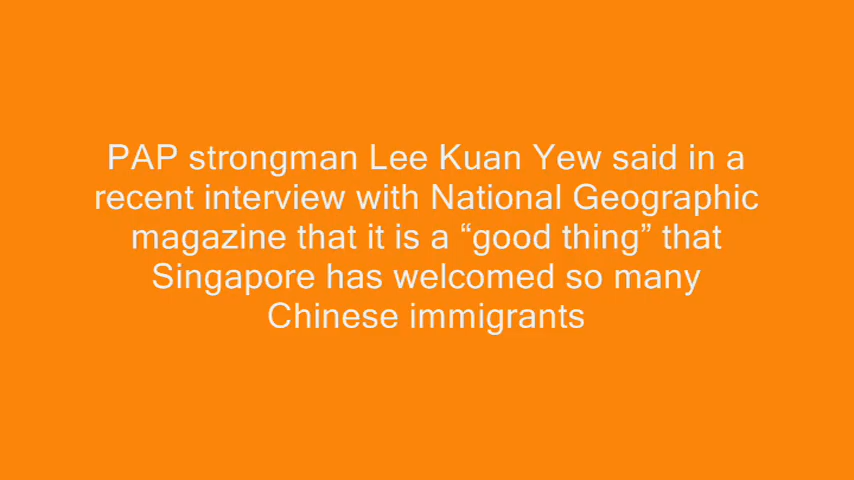 PAP strongman Lee Kuan Yew said in a
recent interview with National Geographic
magazine that it is a “good thing” that
Singapore has welcomed so many
Chinese immigrants